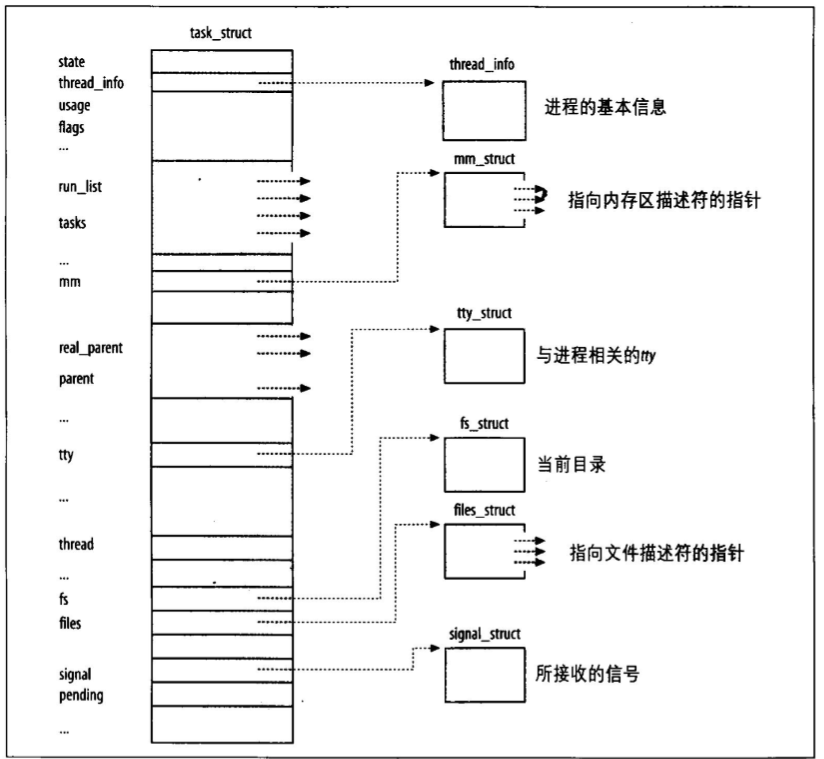 task_struct
state
thread_info
usage
flags
...
run_list
tasks
...
mm
real_parent
parent
...
tty
...
thread
...
fs
files
signal
pending
...
thread_info
进程的基本信息
mm_struct
指向内存区描述符的指针
tty_struct
与进程相关的tty
fs_struct
当前目录
files_struct
指向文件描述符的指针
signal_struct
所接收的信号